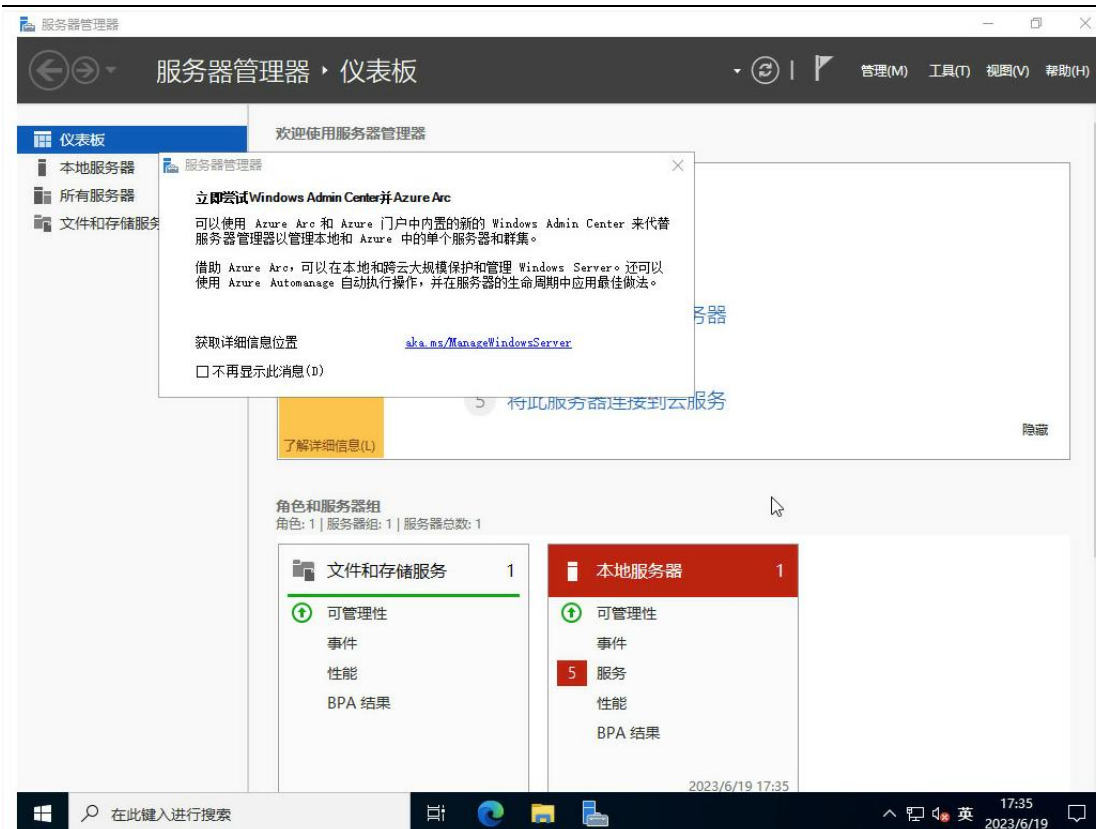 服务器管理器
服务器管理器 · 仪表板
管理(M) 工具(T) 视图(V) 帮助(H)
仪表板
本地服务器
所有服务器
文件和存储服务
欢迎使用服务器管理器
服务器管理器
立即尝试Windows Admin Center并Azure Arc
可以使用 Azure Arc 和 Azure 门户中内置的新的 Windows Admin Center 来代替
服务器管理器以管理本地和 Azure 中的单个服务器和群集。
借助 Azure Arc，可以在本地和跨云大规模保护和管理 Windows Server。还可以
使用 Azure Automanage 自动执行操作，并在服务器的生命周期中应用最佳做法。
获取详细信息位置 aka.ms/ManageWindowsServer
不再显示此消息(D)
务器
5 将此服务器连接到云服务
了解详细信息(L)
隐藏
角色和服务器组
角色: 1 | 服务器组: 1 | 服务器总数: 1
文件和存储服务 1
可管理性
事件
性能
BPA 结果
本地服务器 1
可管理性
事件
5 服务
性能
BPA 结果
2023/6/19 17:35
在此键入进行搜索
英
17:35
2023/6/19